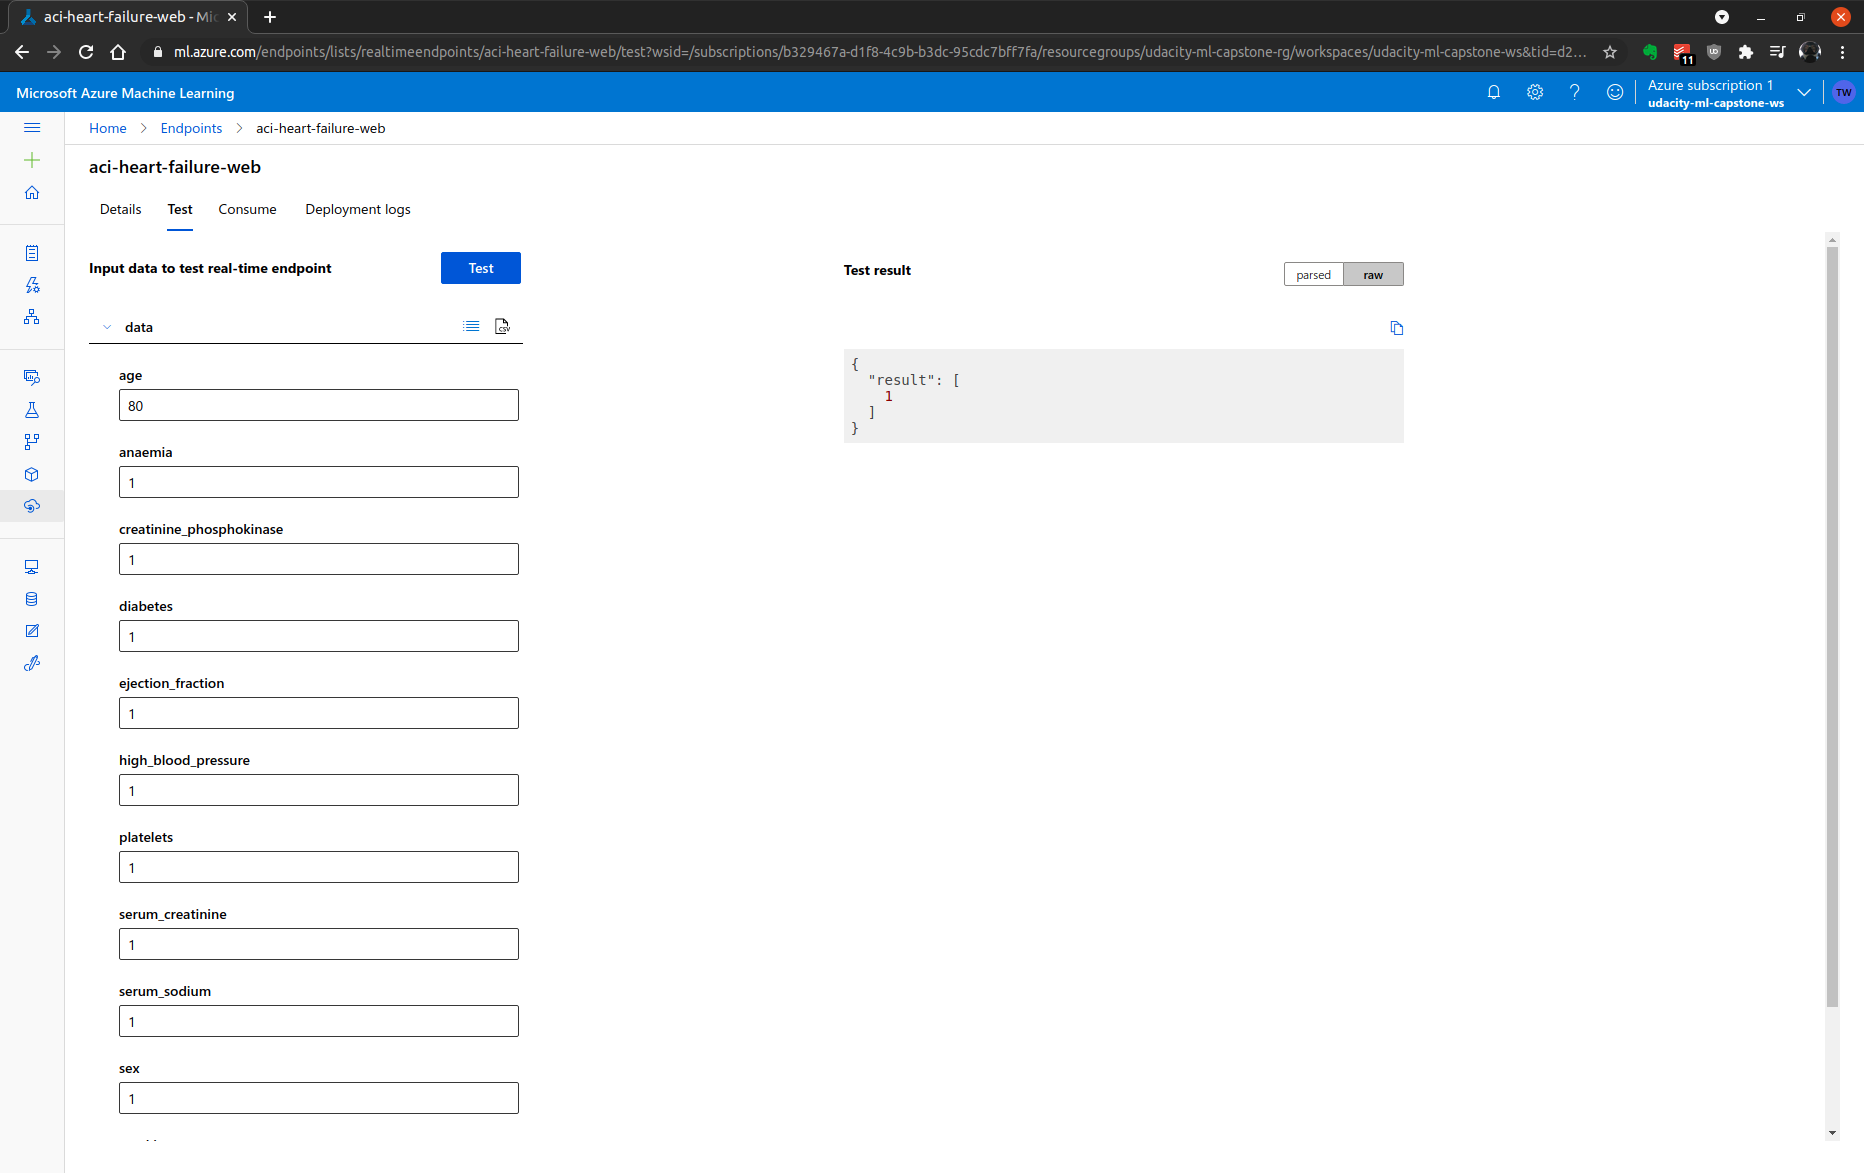 aci-heart-failure-web - Mic
ml.azure.com/endpoints/lists/realtimeendpoints/aci-heart-failure-web/test?wsid=/subscriptions/b329467a-d1f8-4c9b-b3dc-95cdc7bff7fa/resourcegroups/udacity-ml-capstone-rg/workspaces/udacity-ml-capstone-ws&tid=d2...
11
Microsoft Azure Machine Learning
Azure subscription 1
udacity-ml-capstone-ws
TW
Home > Endpoints > aci-heart-failure-web
aci-heart-failure-web
Details Test Consume Deployment logs
Input data to test real-time endpoint
Test
Test result
parsed raw
data
CSV
age
80
anaemia
1
creatinine_phosphokinase
1
diabetes
1
ejection_fraction
1
high_blood_pressure
1
platelets
1
serum_creatinine
1
serum_sodium
1
sex
1
{
"result": [
1
]
}